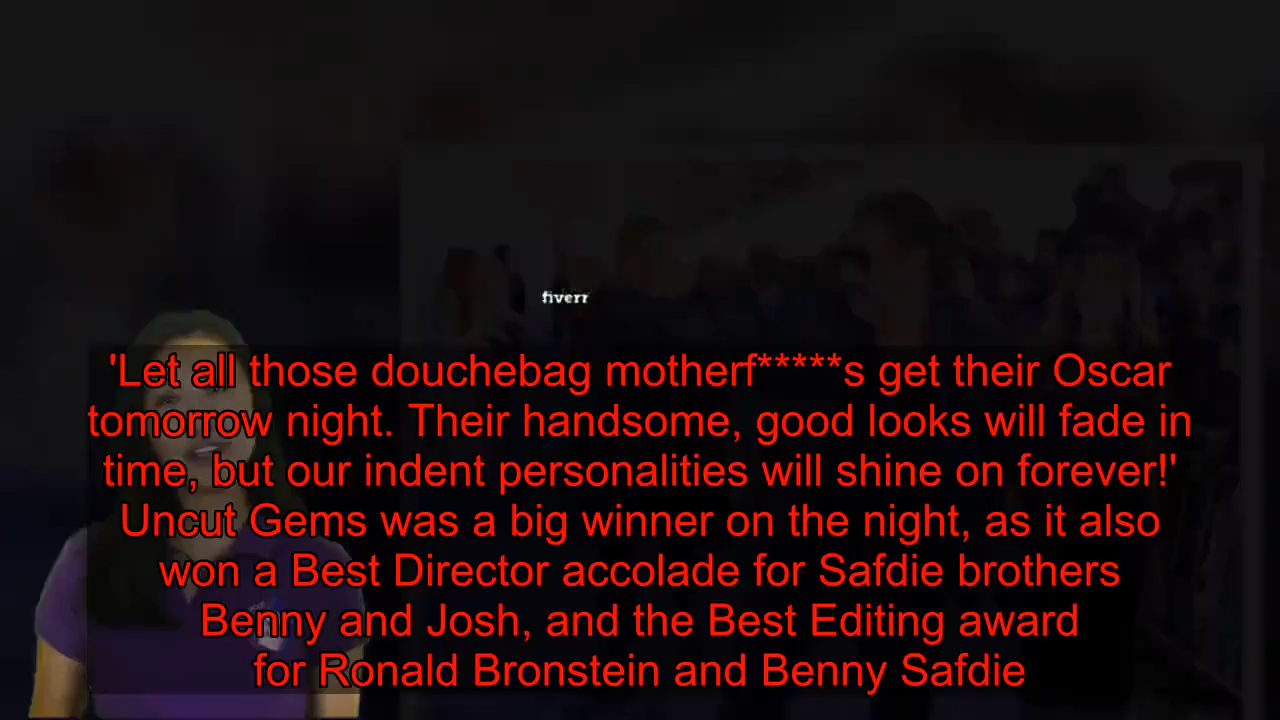 fiverr
'Let all those douchebag motherf*****s get their Oscar
tomorrow night. Their handsome, good looks will fade in
time, but our indent personalities will shine on forever!'
Uncut Gems was a big winner on the night, as it also
won a Best Director accolade for Safdie brothers
Benny and Josh, and the Best Editing award
for Ronald Bronstein and Benny Safdie